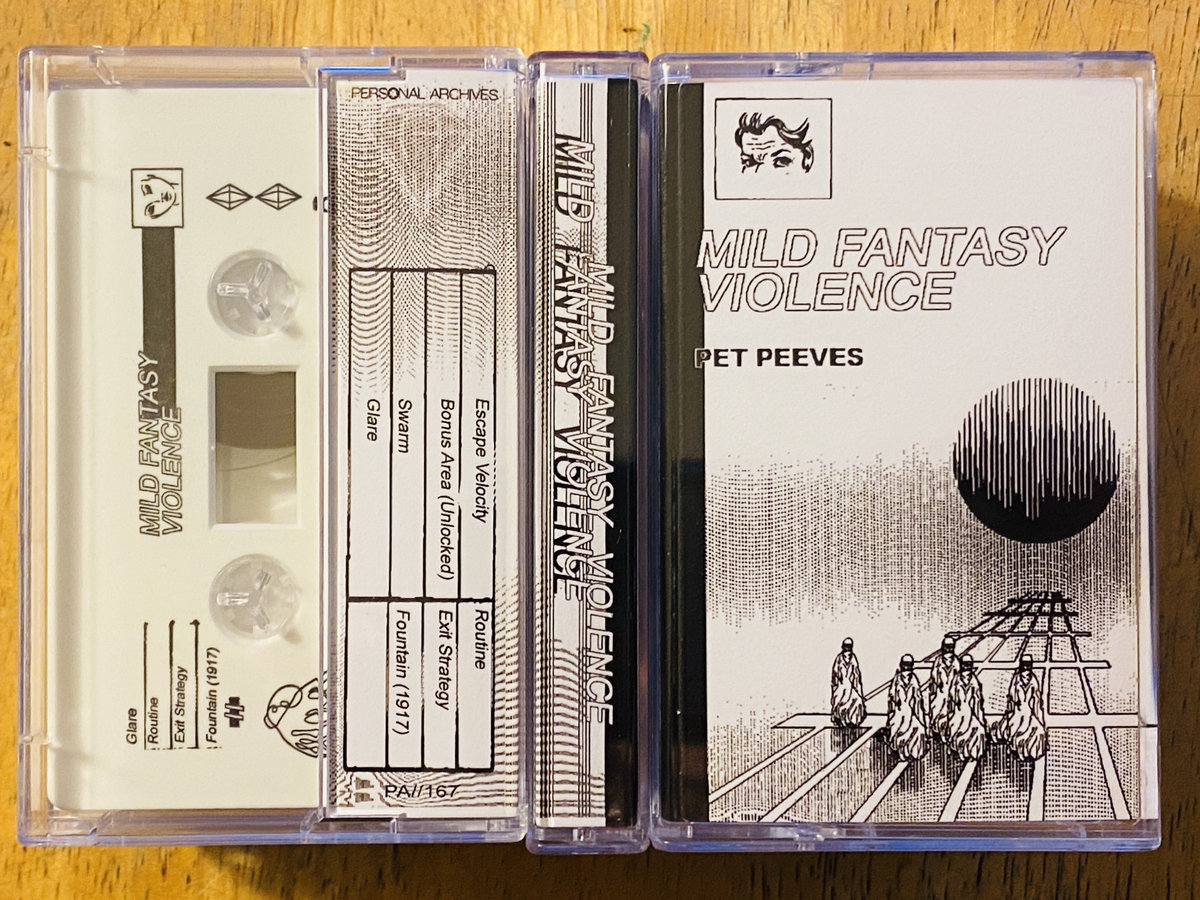 MILD FANTASY
VIOLENCE
Glare
Routine
Exit Strategy
Fountain (1917)
PERSONAL ARCHIVES
Escape Velocity
Bonus Area (Unlocked)
Swarm
Glare
Routine
Exit Strategy
Fountain (1917)
PA//167
MILD FANTASY VIOLENCE
MILD FANTASY VIOLENCE
MILD FANTASY
VIOLENCE
PET PEEVES